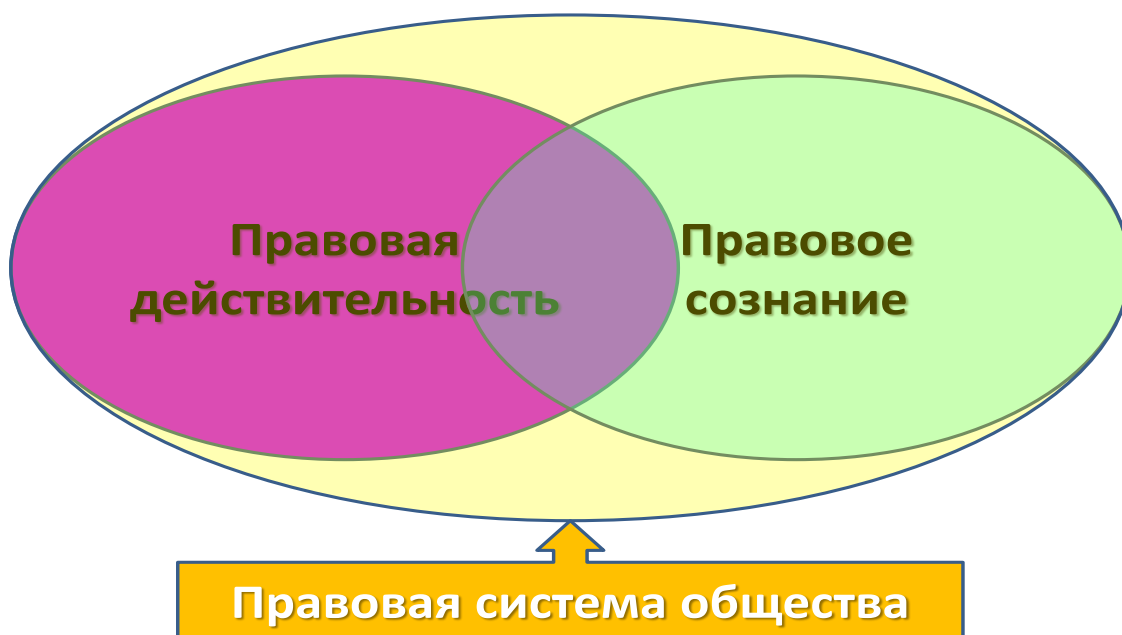 Правовая
действительность
Правовое
сознание
Правовая система общества